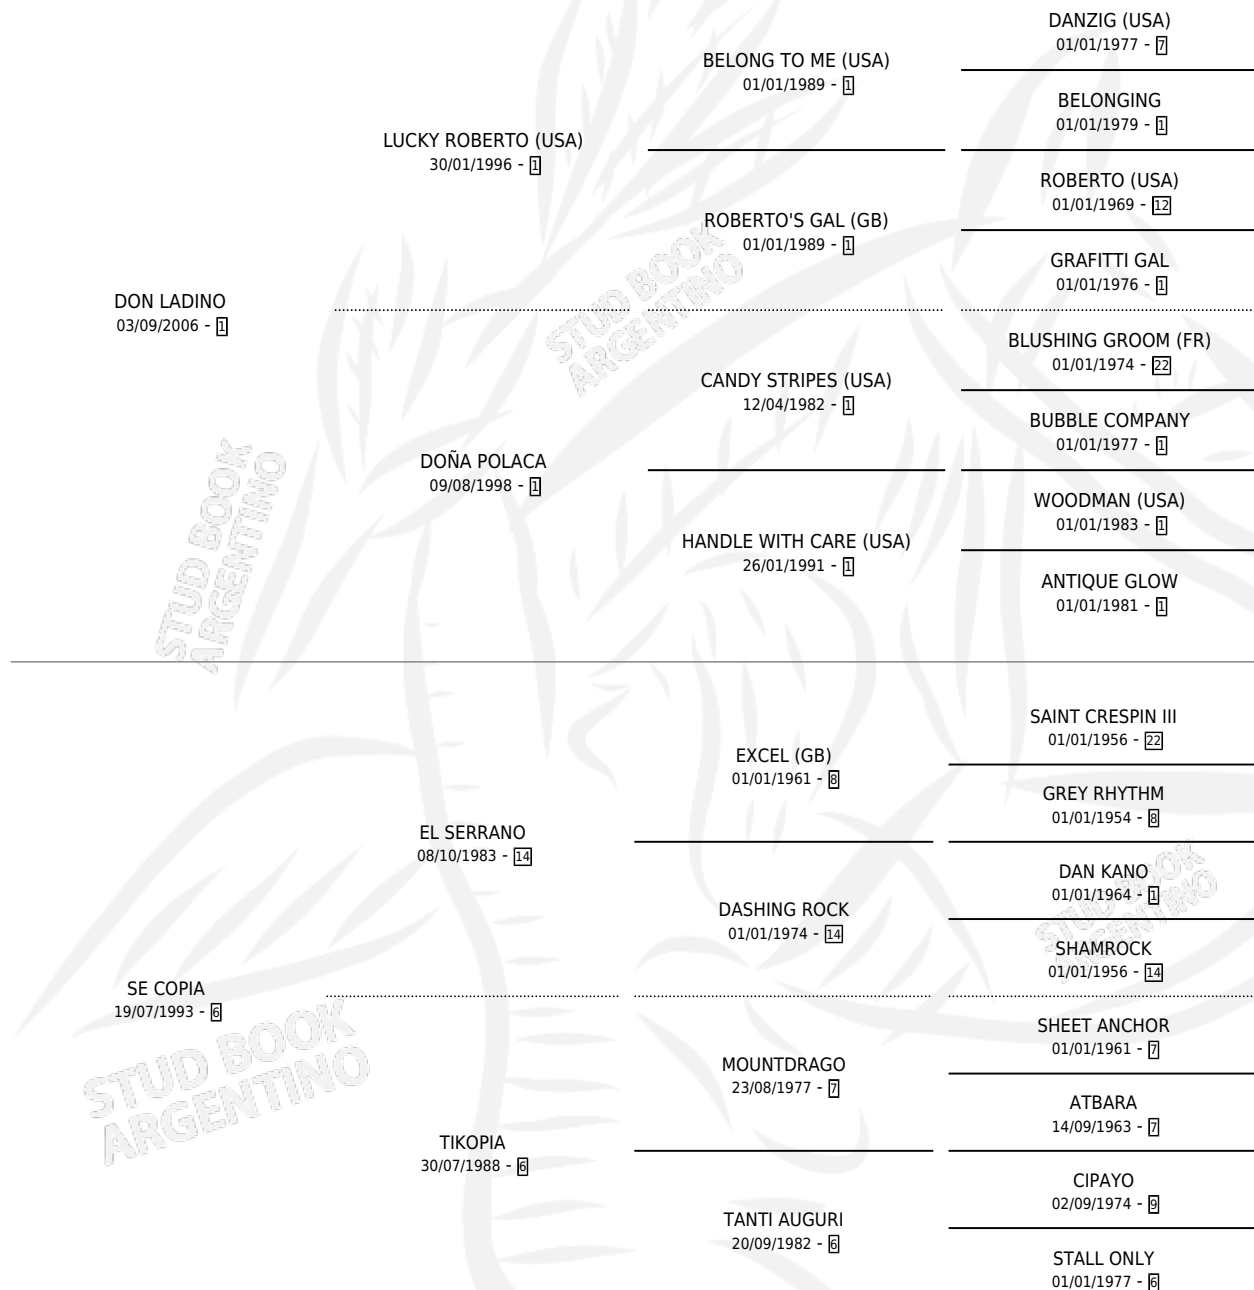 DANZIG (USA)
01/01/1977 - 7
BELONG TO ME (USA)
01/01/1989 - 1
BELONGING
01/01/1979 - 1
LUCKY ROBERTO (USA)
30/01/1996 - 1
ROBERTO (USA)
01/01/1969 - 12
ROBERTO'S GAL (GB)
01/01/1989 - 1
GRAFITTI GAL
01/01/1976 - 1
DON LADINO
03/09/2006 - 1
STUD BOOK
ARGENTINO
BLUSHING GROOM (FR)
01/01/1974 - 22
CANDY STRIPES (USA)
12/04/1982 - 1
BUBBLE COMPANY
01/01/1977 - 1
DOÑA POLACA
09/08/1998 - 1
STUD BOOK
ARGENTINO
WOODMAN (USA)
01/01/1983 - 1
HANDLE WITH CARE (USA)
26/01/1991 - 1
ANTIQUE GLOW
01/01/1981 - 1
SAINT CRESPIN III
01/01/1956 - 22
EXCEL (GB)
01/01/1961 - 8
GREY RHYTHM
01/01/1954 - 8
EL SERRANO
08/10/1983 - 14
DAN KANO
01/01/1964 - 1
STUD BOOK
ARGENTINO
DASHING ROCK
01/01/1974 - 14
SHAMROCK
01/01/1956 - 14
SE COPIA
19/07/1993 - 6
STUD BOOK
ARGENTINO
SHEET ANCHOR
01/01/1961 - 7
MOUNTDRAGO
23/08/1977 - 7
ATBARA
14/09/1963 - 7
TIKOPIA
30/07/1988 - 6
CIPAYO
02/09/1974 - 9
TANTI AUGURI
20/09/1982 - 6
STALL ONLY
01/01/1977 - 6